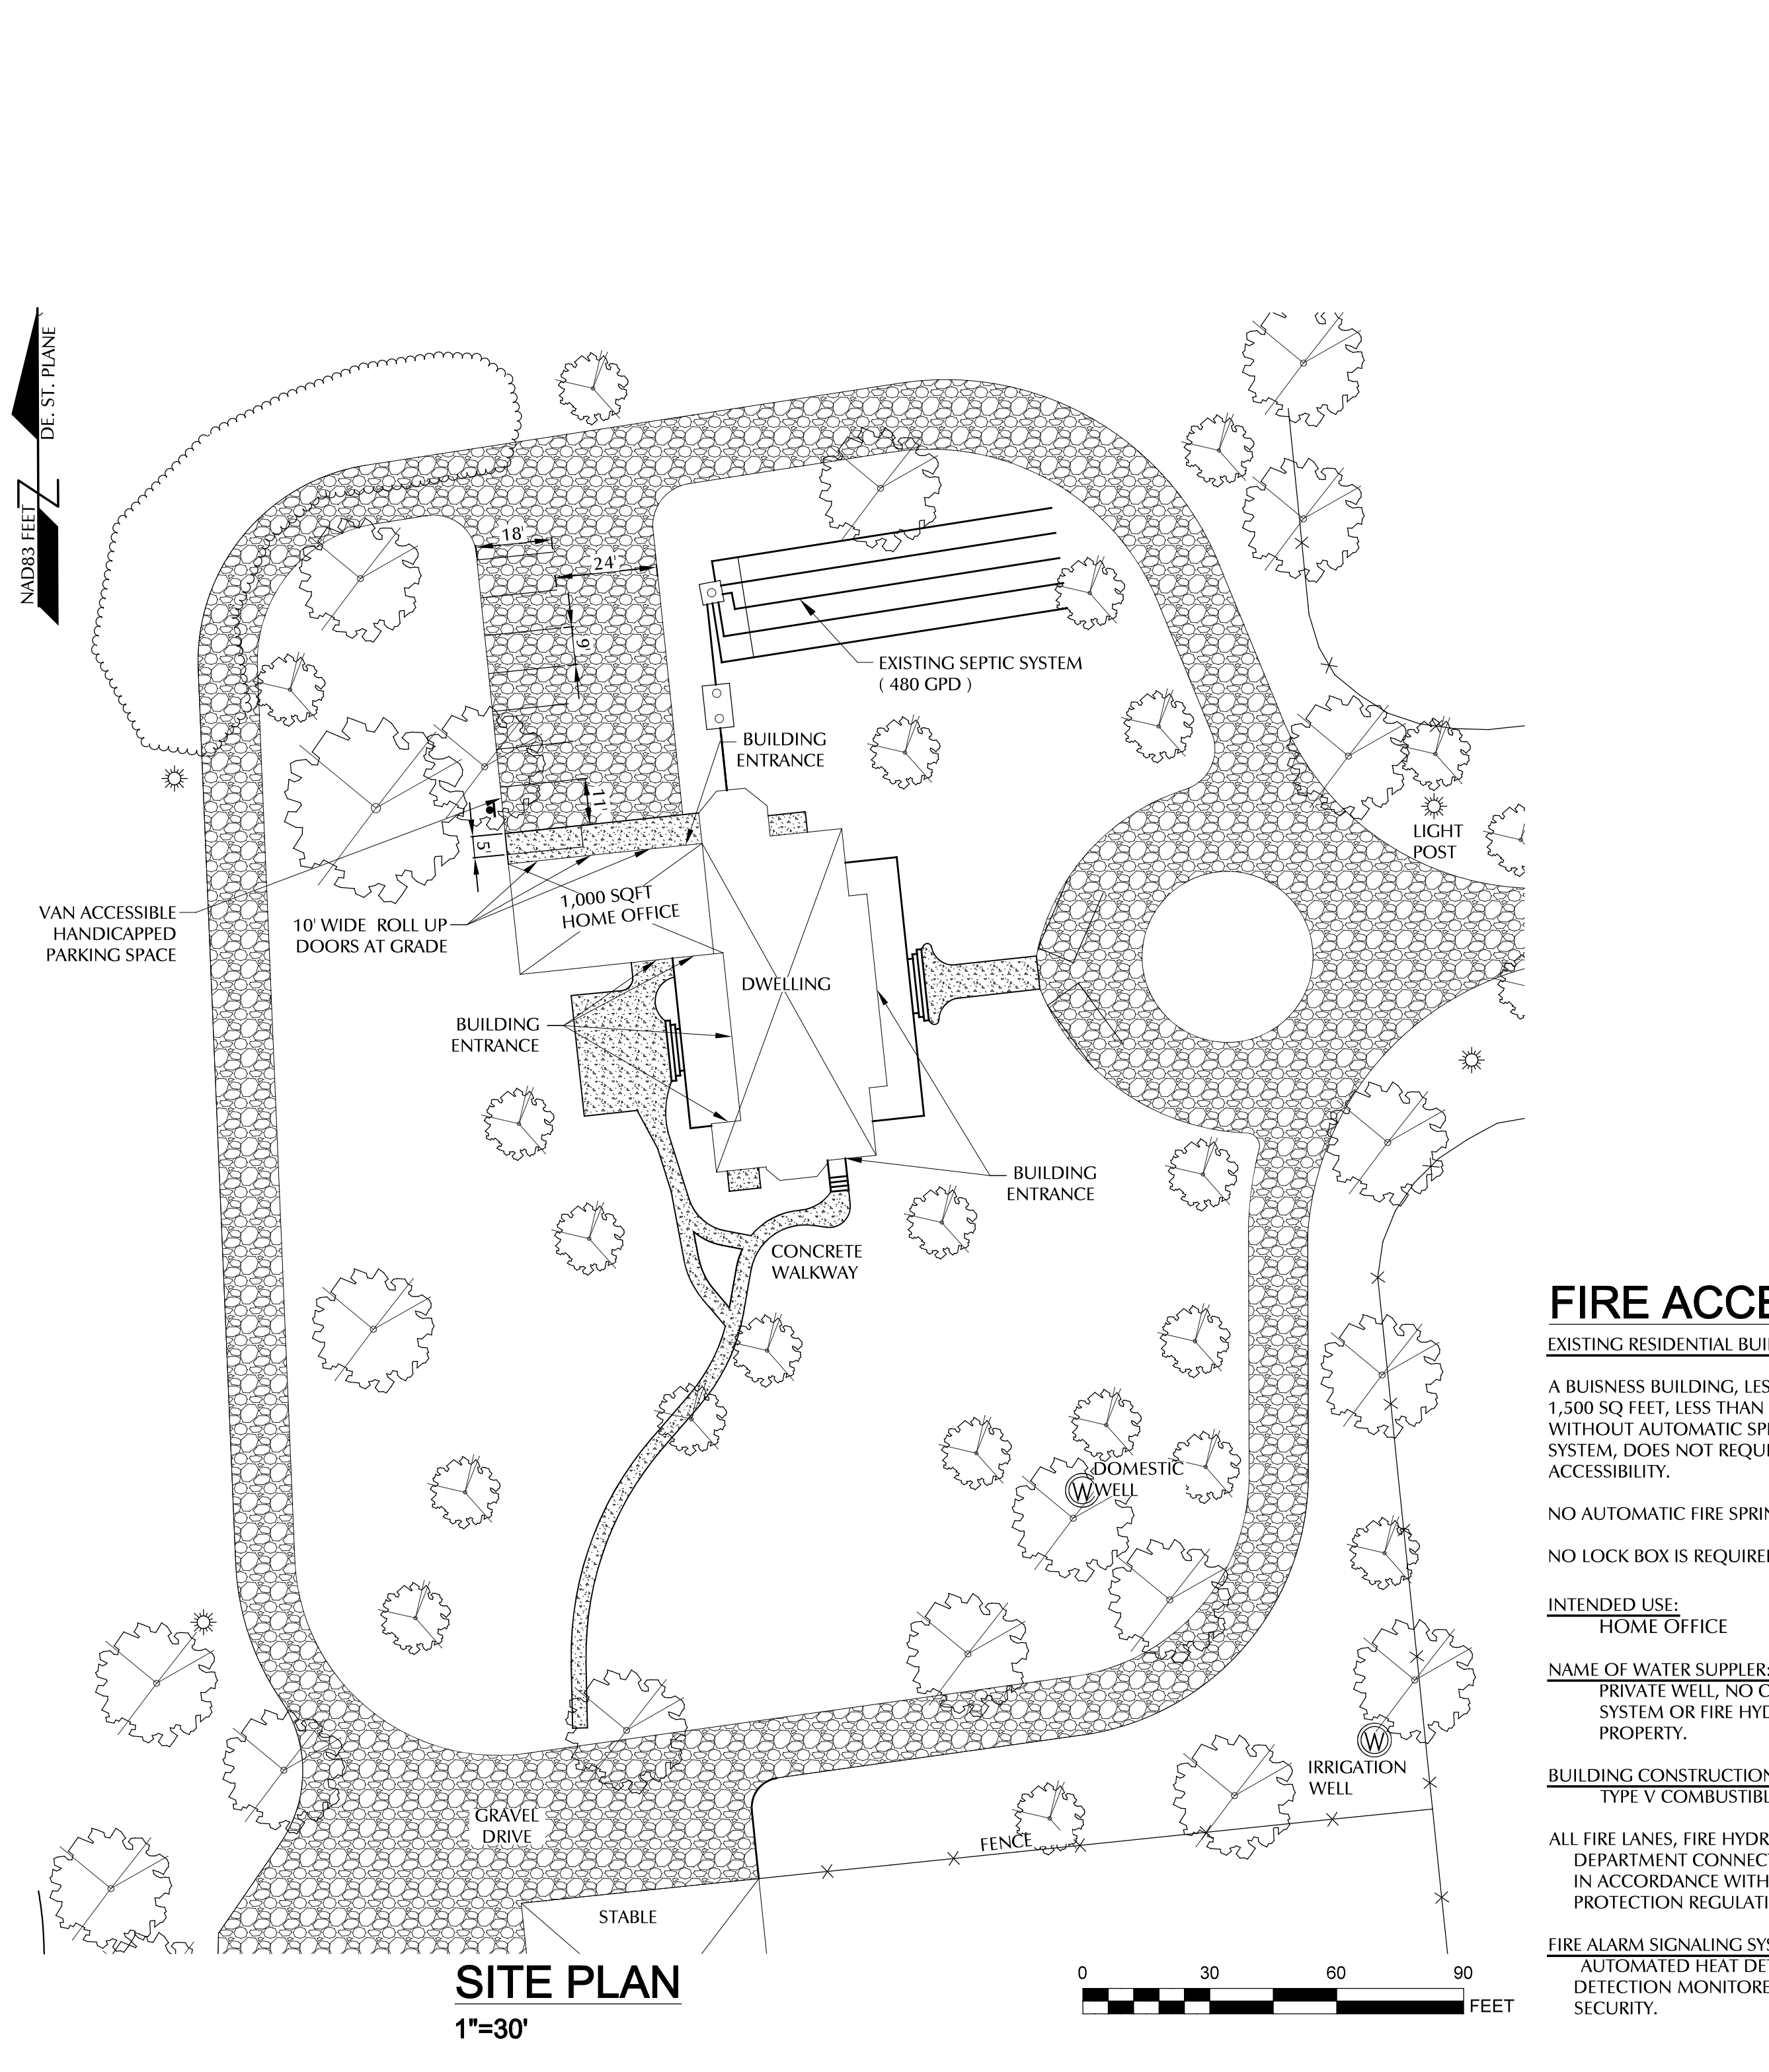 DE. ST. PLANE
NAD83 FEET
Z
18'
24'
9'
EXISTING SEPTIC SYSTEM
( 480 GPD )
BUILDING
ENTRANCE
11'
5'
LIGHT
POST
VAN ACCESSIBLE
HANDICAPPED
PARKING SPACE
10' WIDE ROLL UP
DOORS AT GRADE
1,000 SQFT
HOME OFFICE
DWELLING
BUILDING
ENTRANCE
BUILDING
ENTRANCE
CONCRETE
WALKWAY
DOMESTIC
W WELL
W
IRRIGATION
WELL
GRAVEL
DRIVE
FENCE
STABLE
SITE PLAN
1"=30'
0 30 60 90
FEET
FIRE ACCE
EXISTING RESIDENTIAL BUI
A BUISNESS BUILDING, LES
1,500 SQ FEET, LESS THAN
WITHOUT AUTOMATIC SPI
SYSTEM, DOES NOT REQUI
ACCESSIBILITY.
NO AUTOMATIC FIRE SPRIN
NO LOCK BOX IS REQUIRE
INTENDED USE:
HOME OFFICE
NAME OF WATER SUPPLER:
PRIVATE WELL, NO C
SYSTEM OR FIRE HYD
PROPERTY.
BUILDING CONSTRUCTION
TYPE V COMBUSTIBL
ALL FIRE LANES, FIRE HYDR
DEPARTMENT CONNECT
IN ACCORDANCE WITH
PROTECTION REGULATI
FIRE ALARM SIGNALING SYS
AUTOMATED HEAT DET
DETECTION MONITORE
SECURITY.